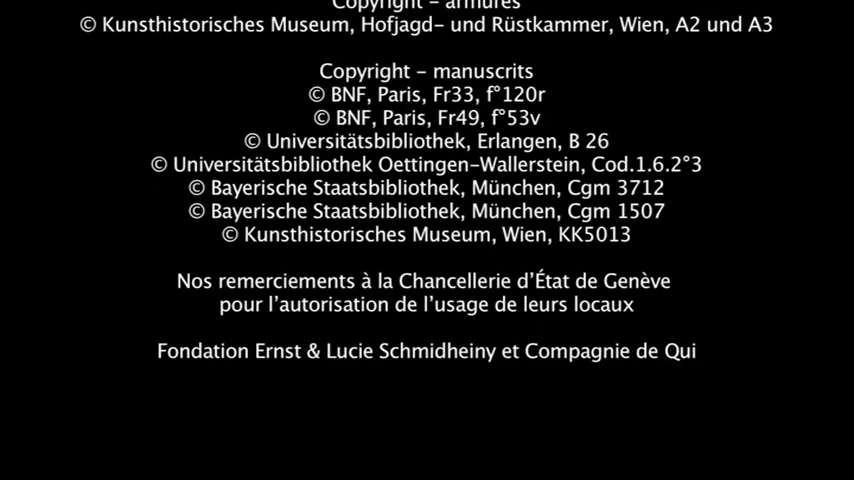 Copyright - armures
© Kunsthistorisches Museum, Hofjagd- und Rüstkammer, Wien, A2 und A3
Copyright - manuscrits
© BNF, Paris, Fr33, f°120r
© BNF, Paris, Fr49, f°53v
© Universitätsbibliothek, Erlangen, B 26
© Universitätsbibliothek Oettingen-Wallerstein, Cod.1.6.2°3
© Bayerische Staatsbibliothek, München, Cgm 3712
© Bayerische Staatsbibliothek, München, Cgm 1507
© Kunsthistorisches Museum, Wien, KK5013
Nos remerciements à la Chancellerie d’État de Genève
pour l’autorisation de l’usage de leurs locaux
Fondation Ernst & Lucie Schmidheiny et Compagnie de Qui